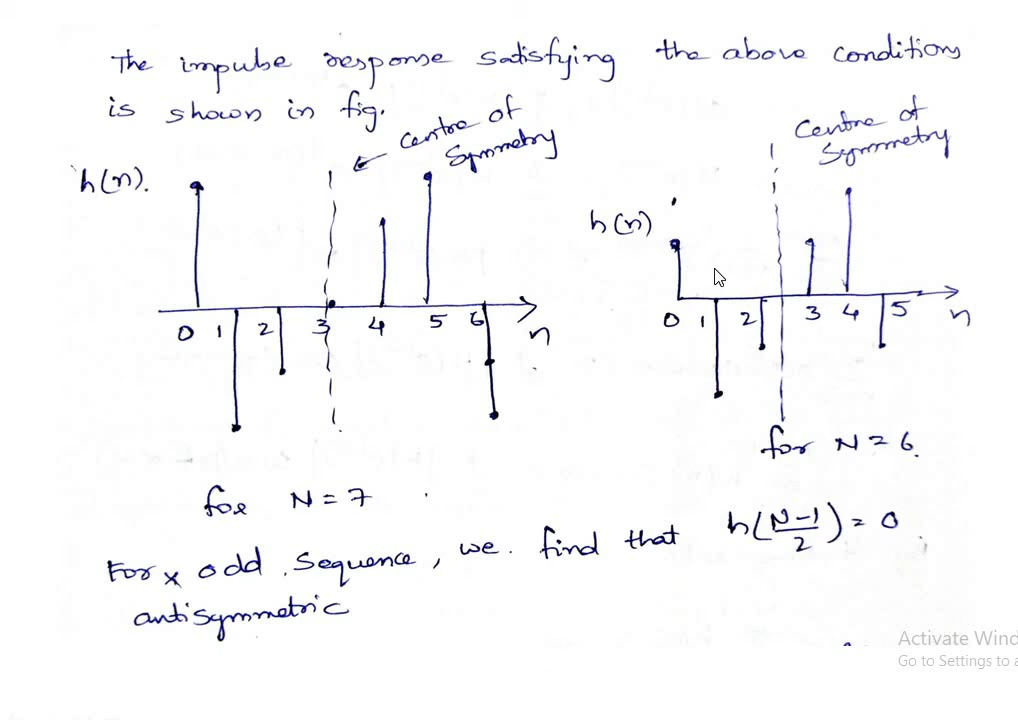 The impulse response satisfying the above conditions
is shown in fig.
Centre of
Symmetry
h(n).
0 1 2 3 4 5 6
n
for N = 7
Centre of
Symmetry
h(n)
0 1 2 3 4 5
n
for N = 6.
For x odd sequence, we find that h(N-1/2) = 0
antisymmetric
Activate Wind
Go to Settings to a